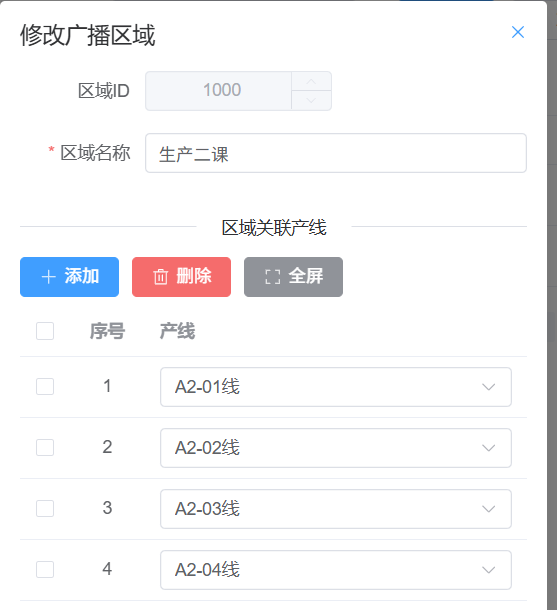 修改广播区域
区域ID 1000
* 区域名称 生产二课
区域关联产线
添加 删除 全屏
序号 产线
1 A2-01线
2 A2-02线
3 A2-03线
4 A2-04线